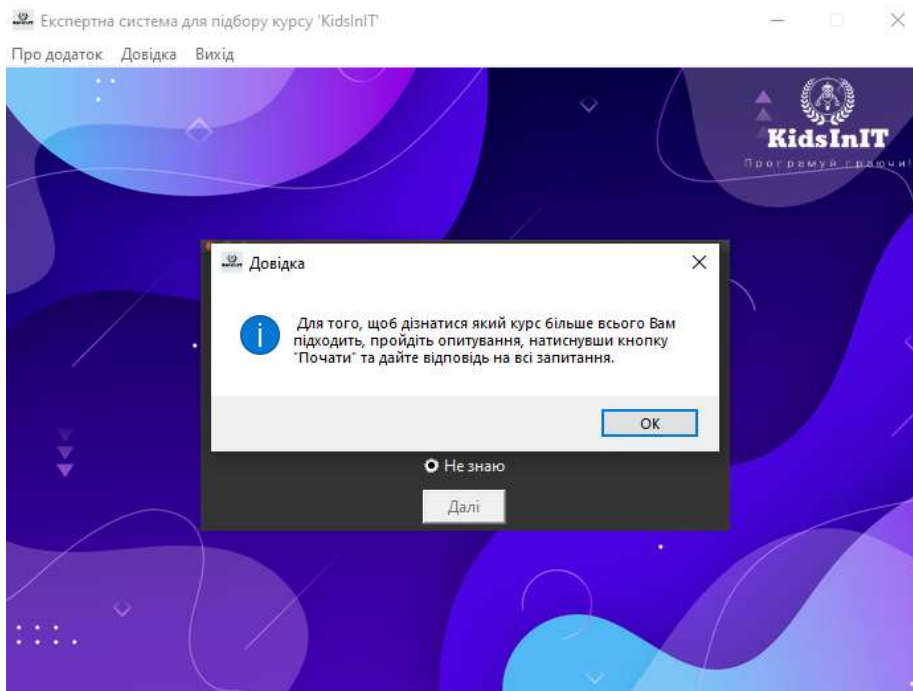 Експертна система для підбору курсу 'KidsInIT'
Про додаток Довідка Вихід
KidsInIT
Програмуй граючи!
Довідка
Для того, щоб дізнатися який курс більше всього Вам
підходить, пройдіть опитування, натиснувши кнопку
"Почати" та дайте відповідь на всі запитання.
OK
Не знаю
Далі